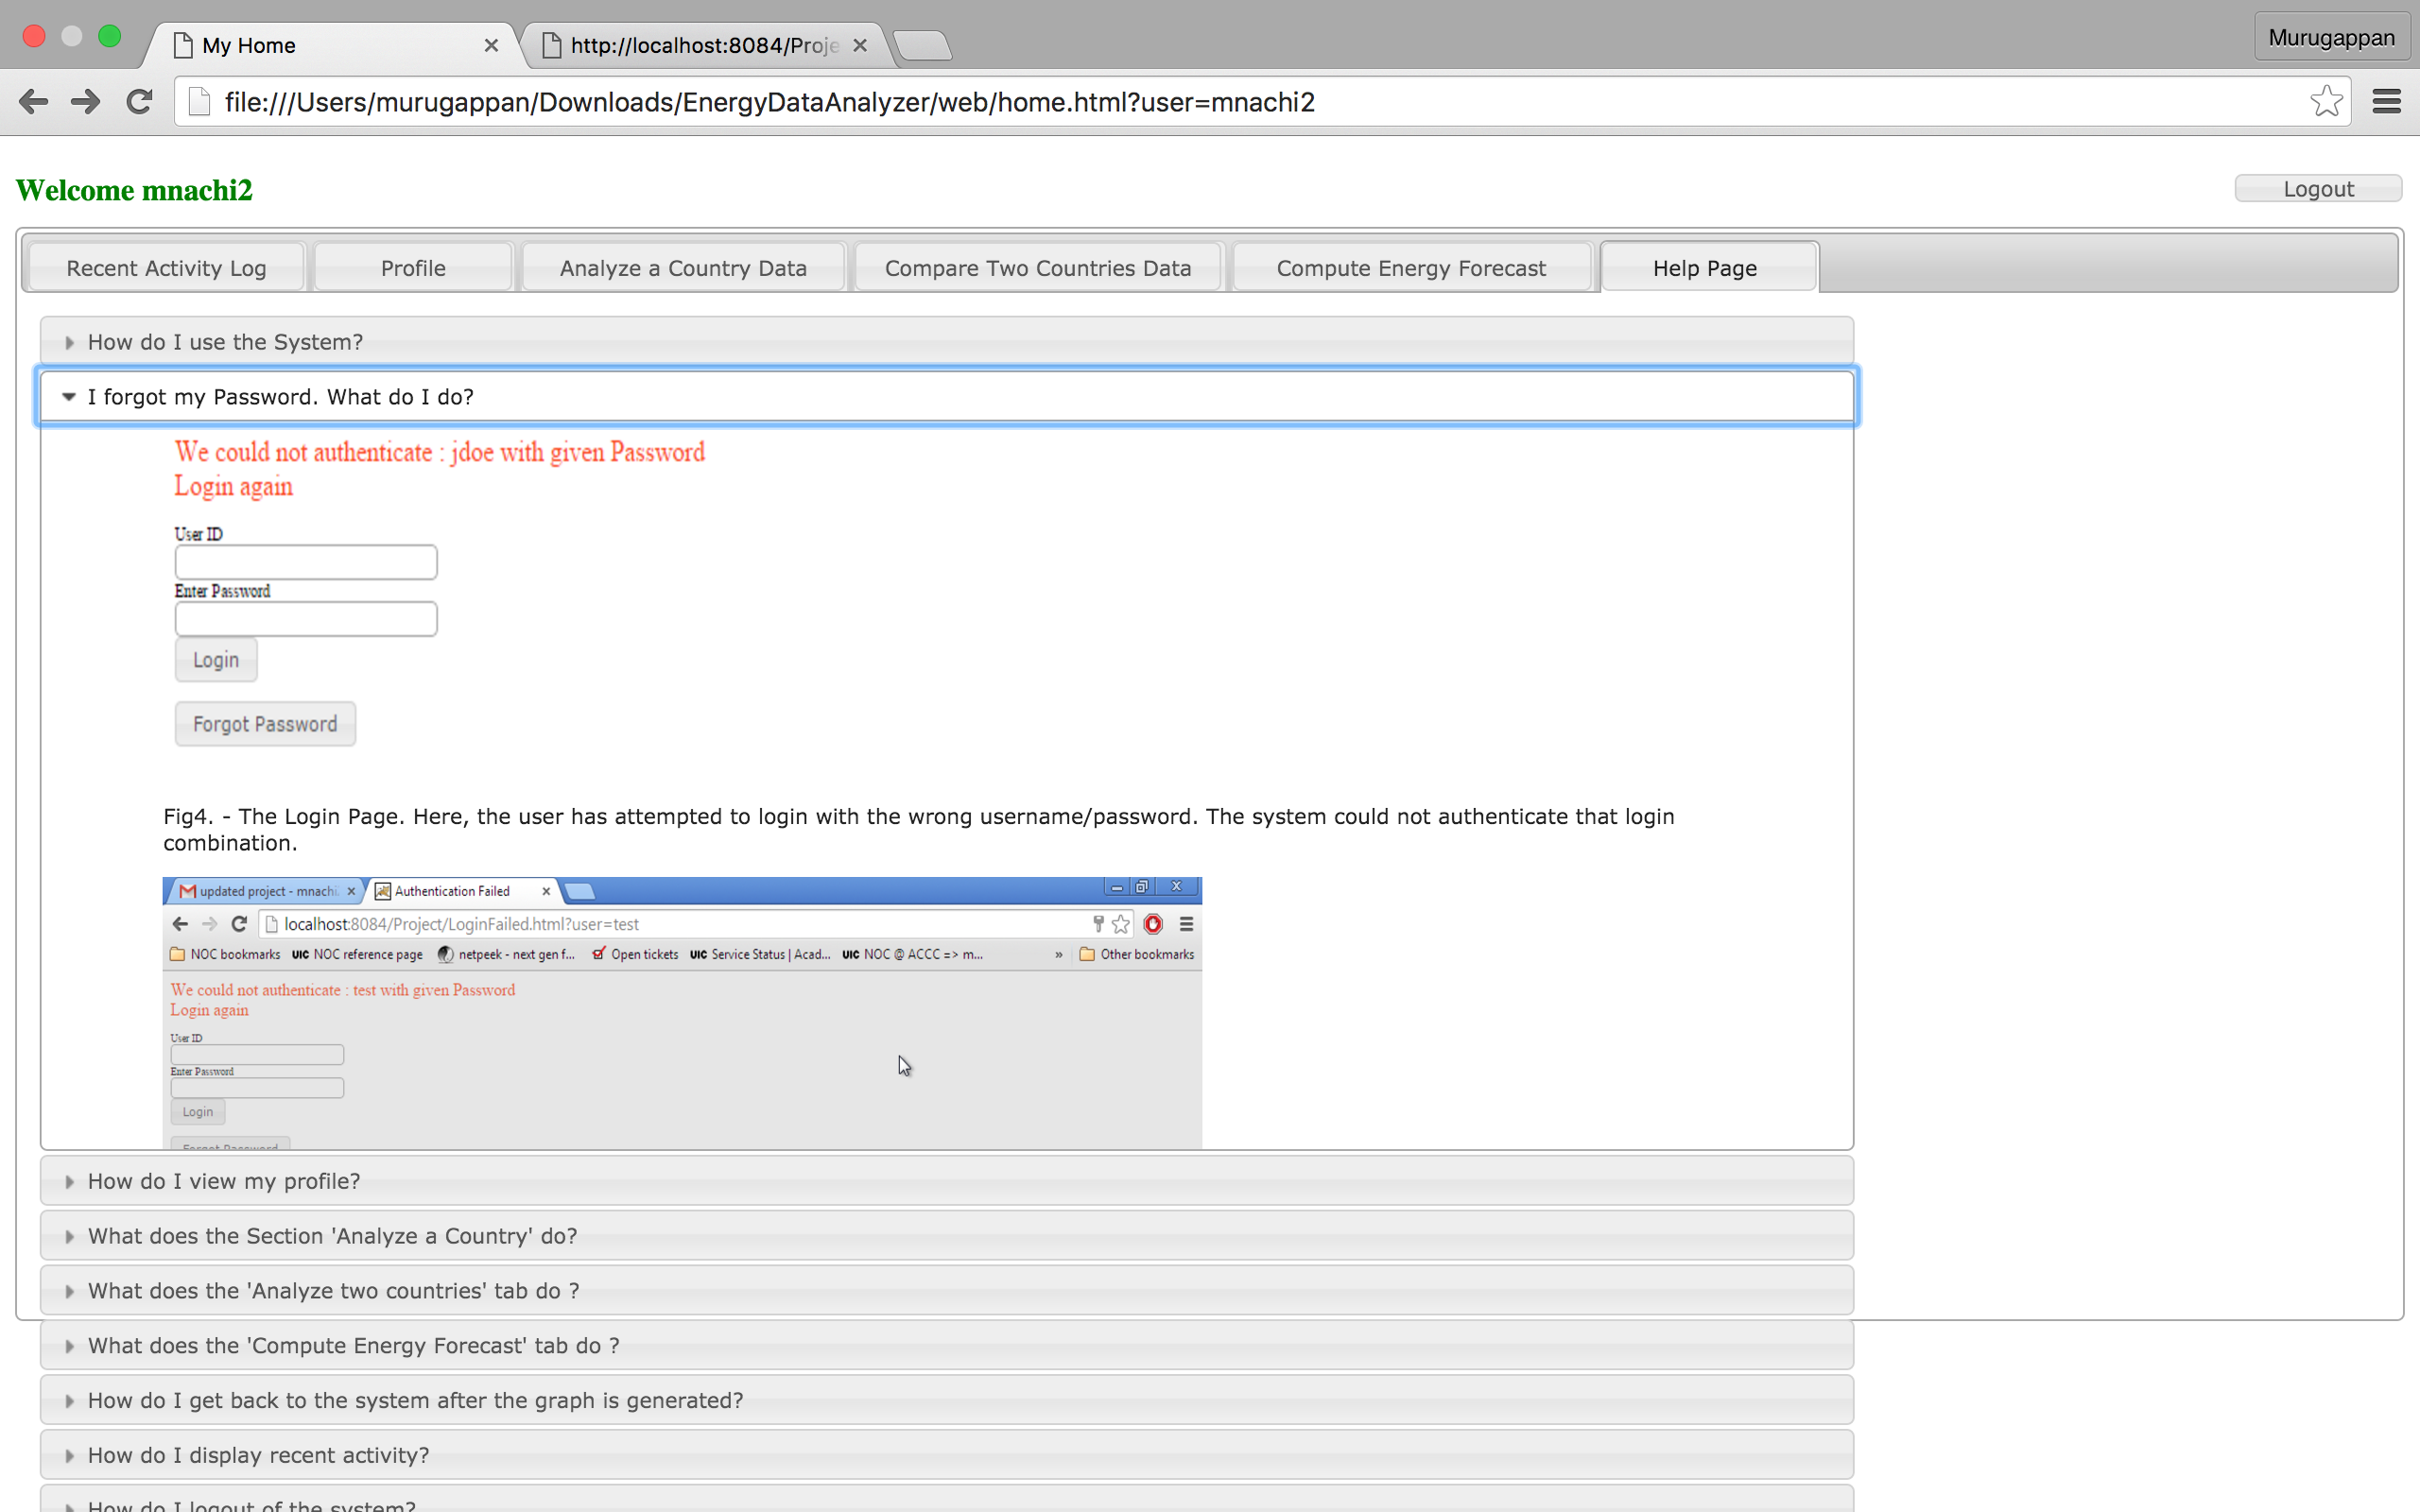 My Home
http://localhost:8084/Proje
Murugappan
file:///Users/murugappan/Downloads/EnergyDataAnalyzer/web/home.html?user=mnachi2
Welcome mnachi2
Logout
Recent Activity Log
Profile
Analyze a Country Data
Compare Two Countries Data
Compute Energy Forecast
Help Page
How do I use the System?
I forgot my Password. What do I do?
We could not authenticate : jdoe with given Password
Login again
User ID
Enter Password
Login
Forgot Password
Fig4. - The Login Page. Here, the user has attempted to login with the wrong username/password. The system could not authenticate that login
combination.
updated project - mnachi
Authentication Failed
localhost:8084/Project/LoginFailed.html?user=test
NOC bookmarks
UIC NOC reference page
netpeek - next gen f...
Open tickets
UIC Service Status | Acad...
UIC NOC @ ACCC => m...
»
Other bookmarks
We could not authenticate : test with given Password
Login again
User ID
Enter Password
Login
Forgot Password
How do I view my profile?
What does the Section 'Analyze a Country' do?
What does the 'Analyze two countries' tab do ?
What does the 'Compute Energy Forecast' tab do ?
How do I get back to the system after the graph is generated?
How do I display recent activity?
How do I logout of the system?